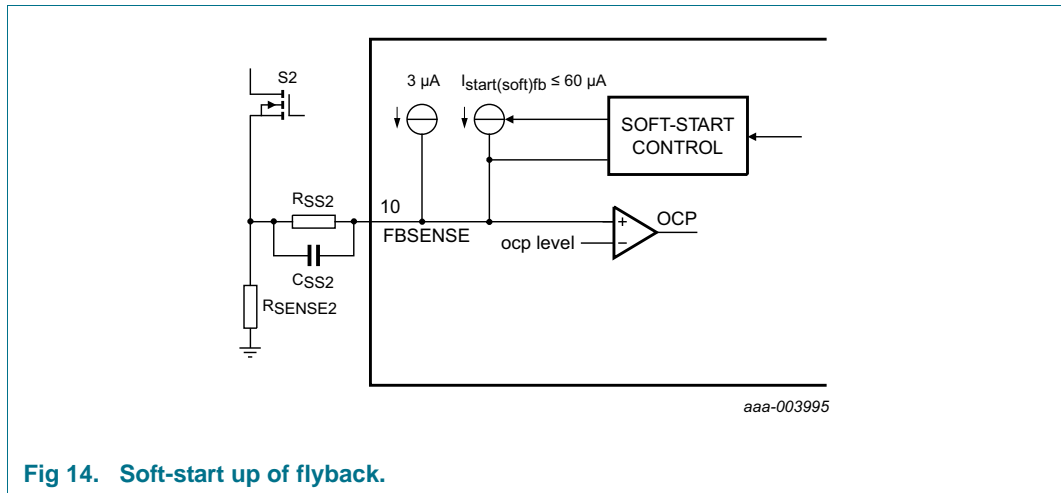 S2
3 µA
Istart(soft)fb ≤ 60 µA
SOFT-START
CONTROL
RSS2
10
FBSENSE
CSS2
RSENSE2
ocp level
+
−
OCP
aaa-003995
Fig 14. Soft-start up of flyback.